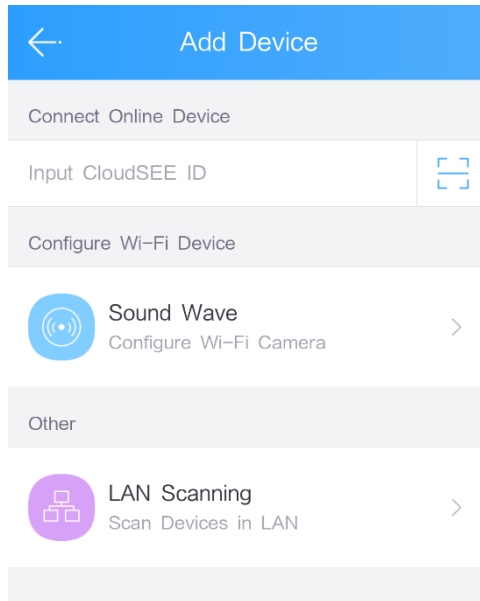 Add Device
Connect Online Device
Input CloudSEE ID
Configure Wi-Fi Device
Sound Wave
Configure Wi-Fi Camera
Other
LAN Scanning
Scan Devices in LAN